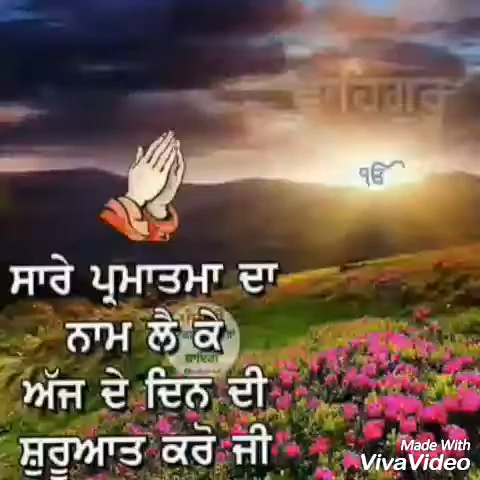 ਵਾਹਿਗੁਰੂ
ੴ
ਸਾਰੇ ਪ੍ਰਮਾਤਮਾ ਦਾ
ਨਾਮ ਲੈ ਕੇ
ਅੱਜ ਦੇ ਦਿਨ ਦੀ
ਸ਼ੁਰੂਆਤ ਕਰੋ ਜੀ
Made With
VivaVideo